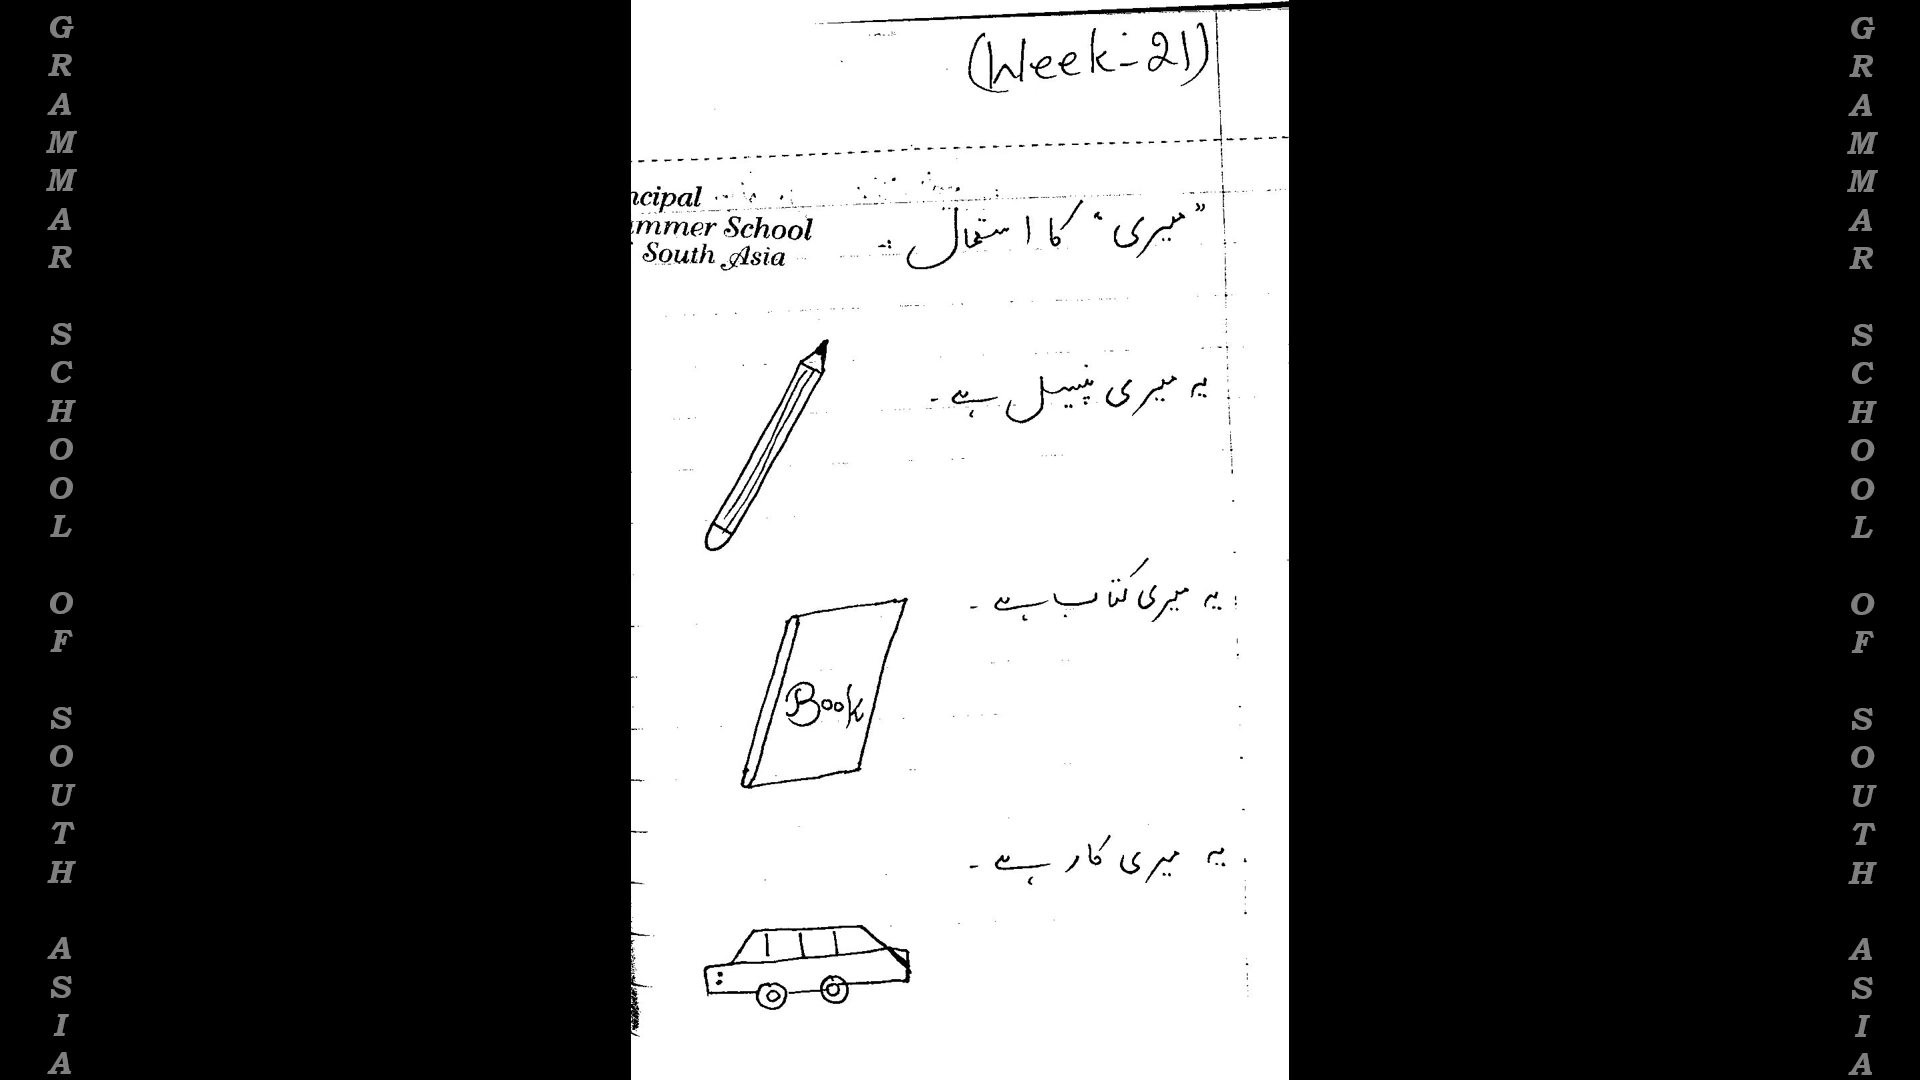 GRAMMAR SCHOOL OF SOUTH ASIA
(Week-21)
ncipal
ammer School
South Asia
"میری" کا استعمال :-
یہ میری پنسل ہے۔
یہ میری کتاب ہے۔
Book
یہ میری کار ہے۔
GRAMMAR SCHOOL OF SOUTH ASIA